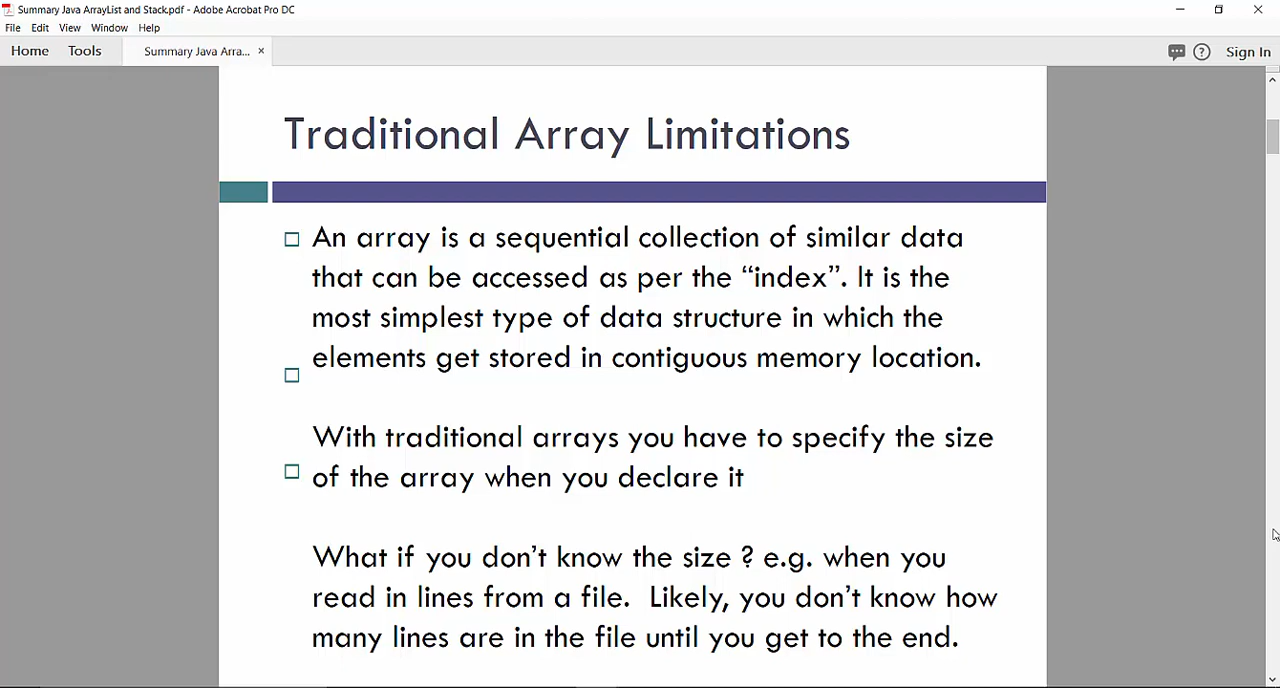 Summary Java ArrayList and Stack.pdf - Adobe Acrobat Pro DC
File Edit View Window Help
Home Tools Summary Java Arra... × Sign In
Traditional Array Limitations
An array is a sequential collection of similar data
that can be accessed as per the “index”. It is the
most simplest type of data structure in which the
elements get stored in contiguous memory location.
With traditional arrays you have to specify the size
of the array when you declare it
What if you don’t know the size ? e.g. when you
read in lines from a file.  Likely, you don’t know how
many lines are in the file until you get to the end.